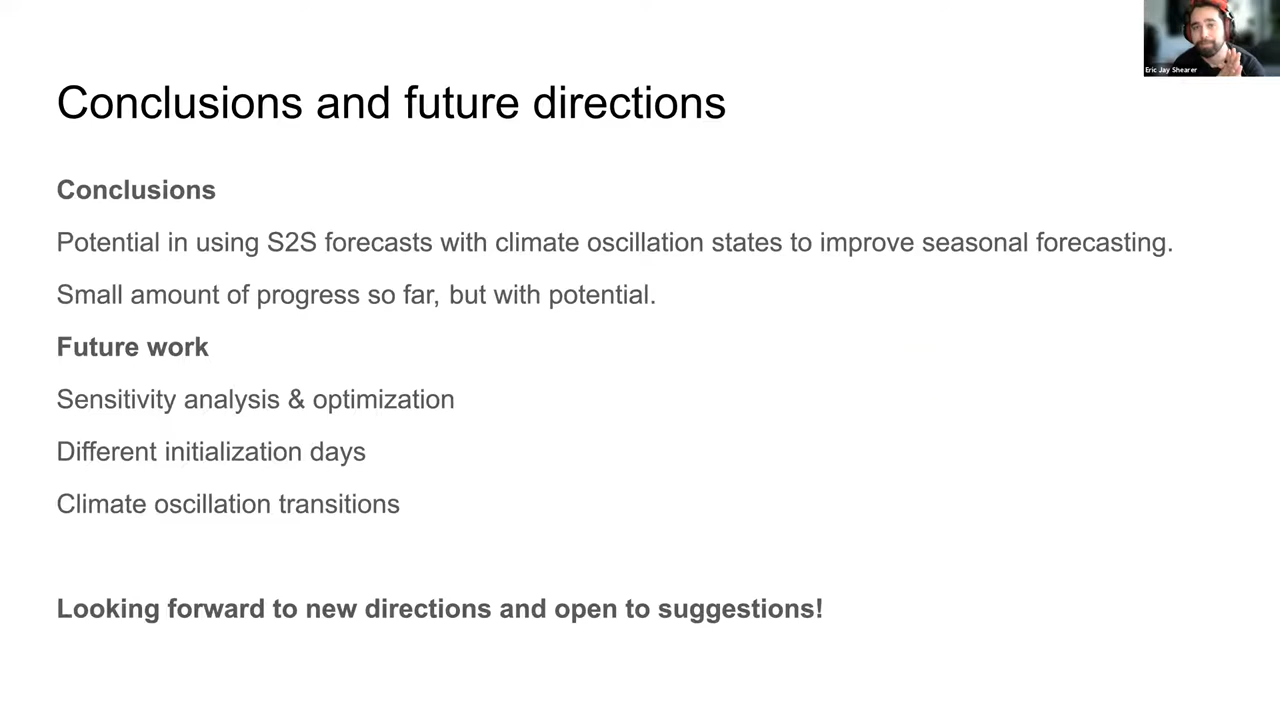 Eric Jay Shearer
Conclusions and future directions
Conclusions
Potential in using S2S forecasts with climate oscillation states to improve seasonal forecasting.
Small amount of progress so far, but with potential.
Future work
Sensitivity analysis & optimization
Different initialization days
Climate oscillation transitions
Looking forward to new directions and open to suggestions!